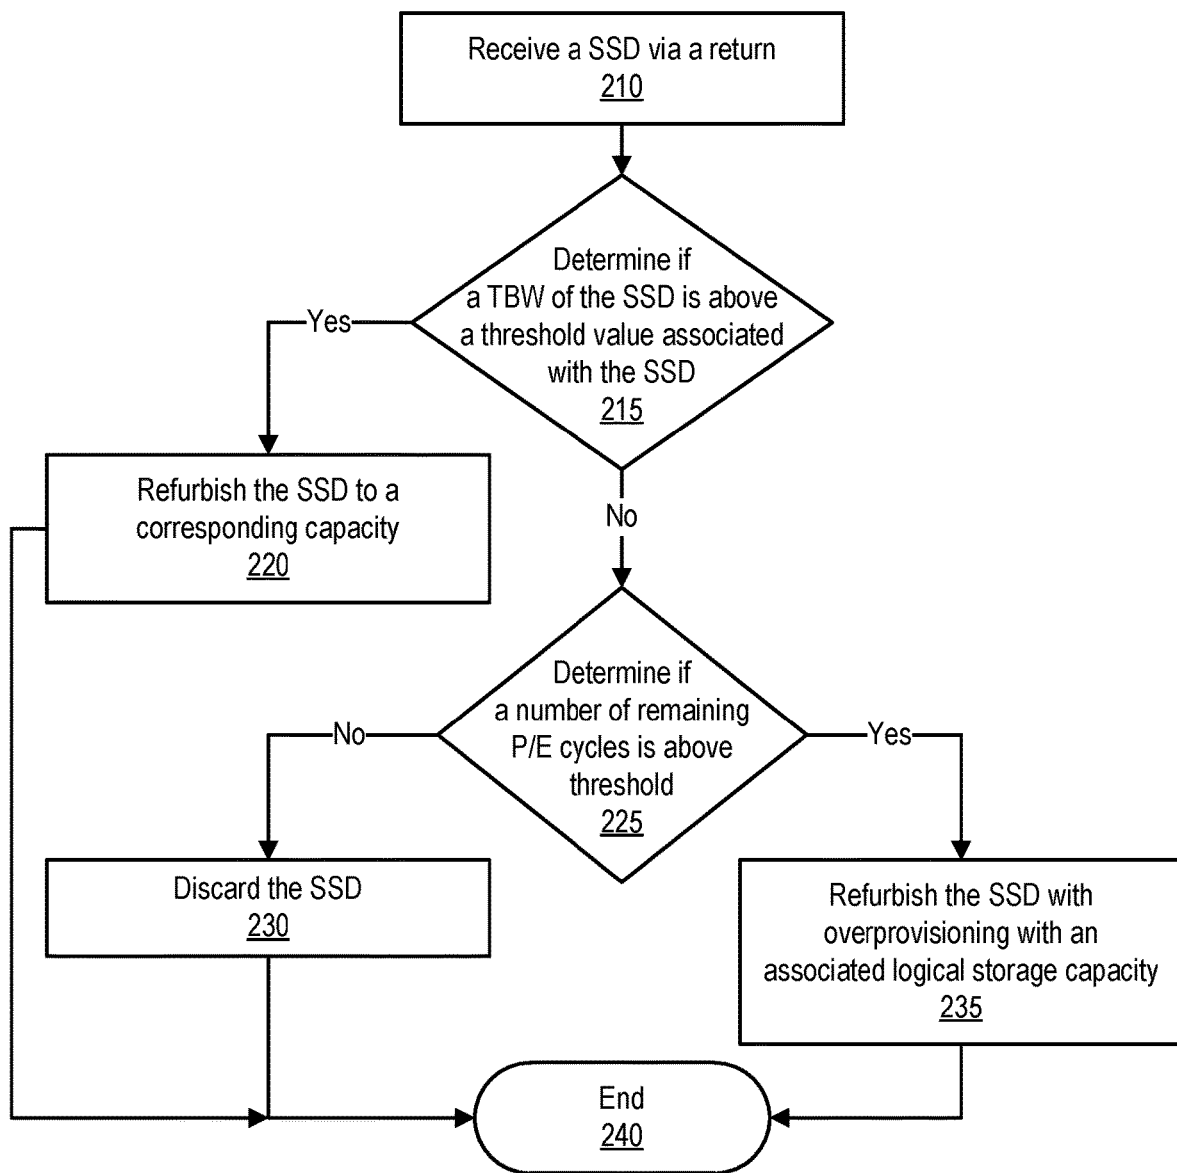 Receive a SSD via a return
210
Determine if
a TBW of the SSD is above
a threshold value associated
with the SSD
215
Yes
Refurbish the SSD to a
corresponding capacity
220
No
Determine if
a number of remaining
P/E cycles is above
threshold
225
No
Yes
Discard the SSD
230
Refurbish the SSD with
overprovisioning with an
associated logical storage capacity
235
End
240